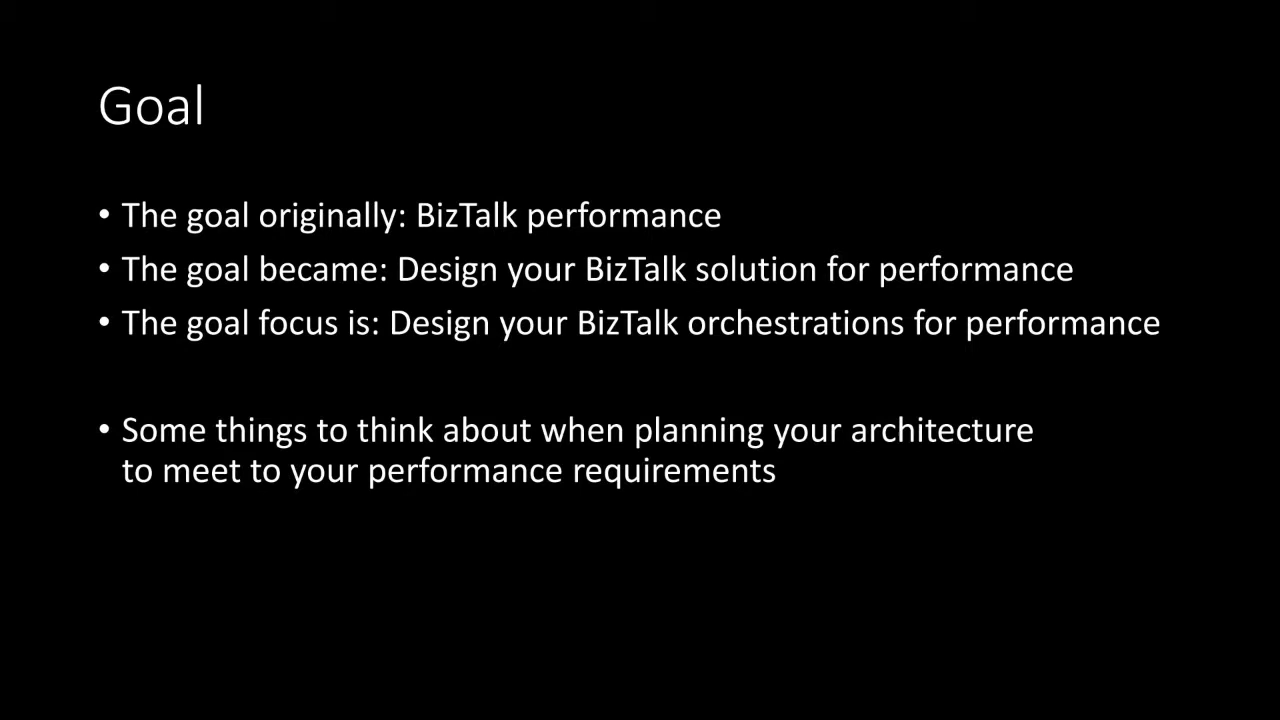 Goal
• The goal originally: BizTalk performance
• The goal became: Design your BizTalk solution for performance
• The goal focus is: Design your BizTalk orchestrations for performance
• Some things to think about when planning your architecture
to meet to your performance requirements